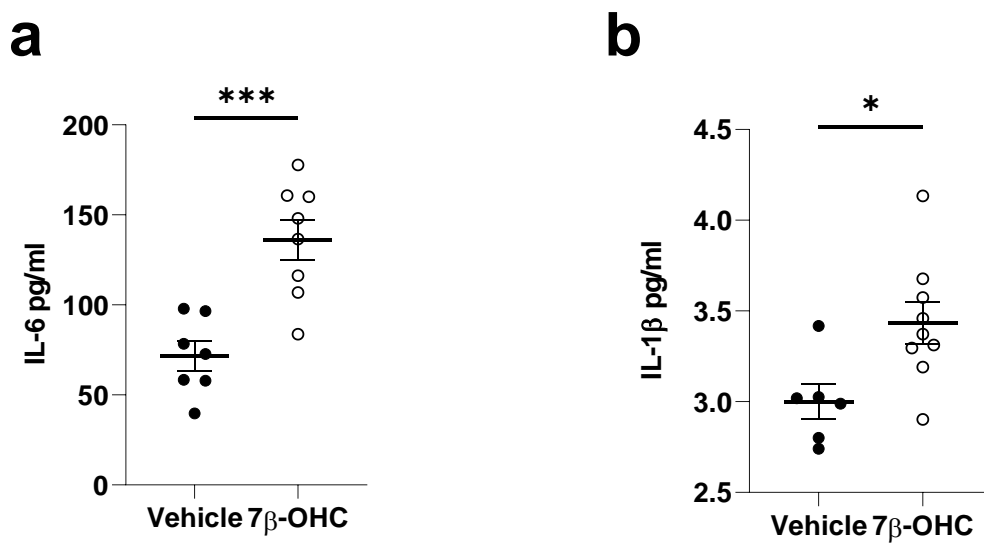 a
***
200
150
100
50
0
IL-6 pg/ml
Vehicle 7β-OHC
b
*
4.5
4.0
3.5
3.0
2.5
IL-1β pg/ml
Vehicle 7β-OHC